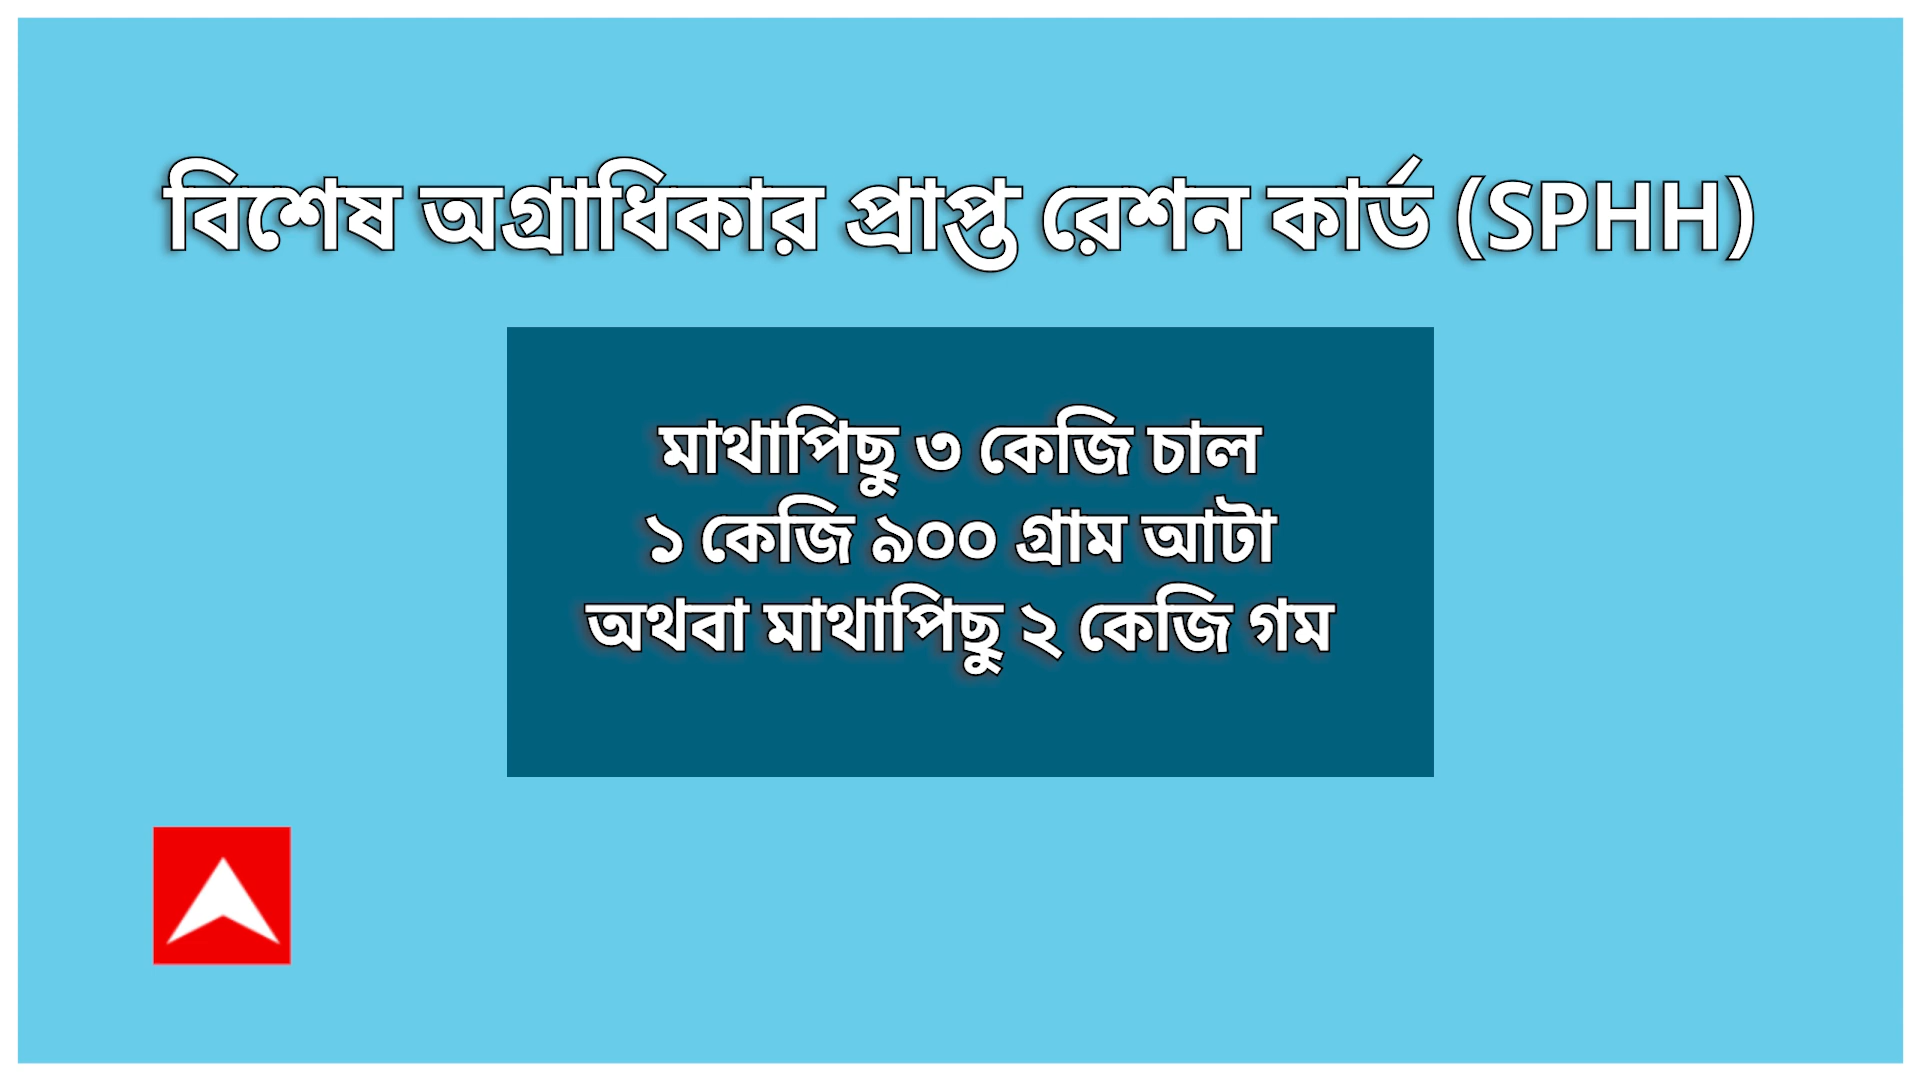 বিশেষ অগ্রাধিকার প্রাপ্ত রেশন কার্ড (SPHH)
মাথাপিছু ৩ কেজি চাল
১ কেজি ৯০০ গ্রাম আটা
অথবা মাথাপিছু ২ কেজি গম